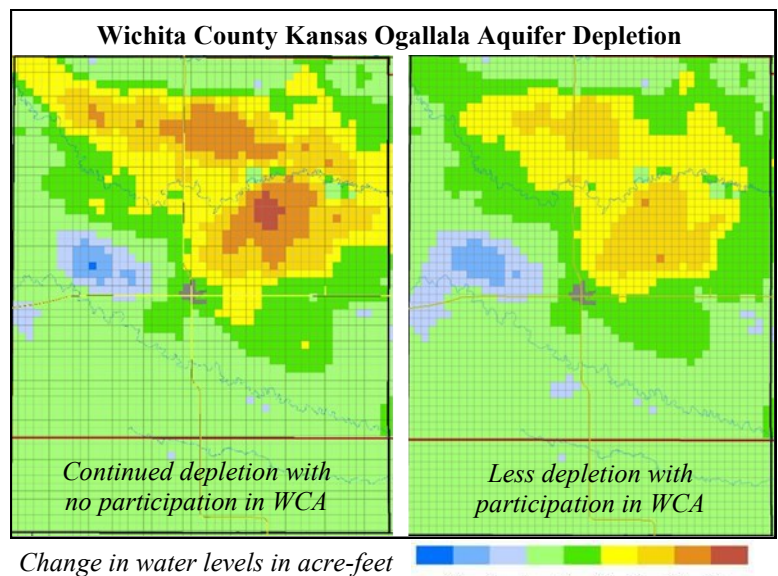 Wichita County Kansas Ogallala Aquifer Depletion
Continued depletion with
no participation in WCA
Less depletion with
participation in WCA
Change in water levels in acre-feet